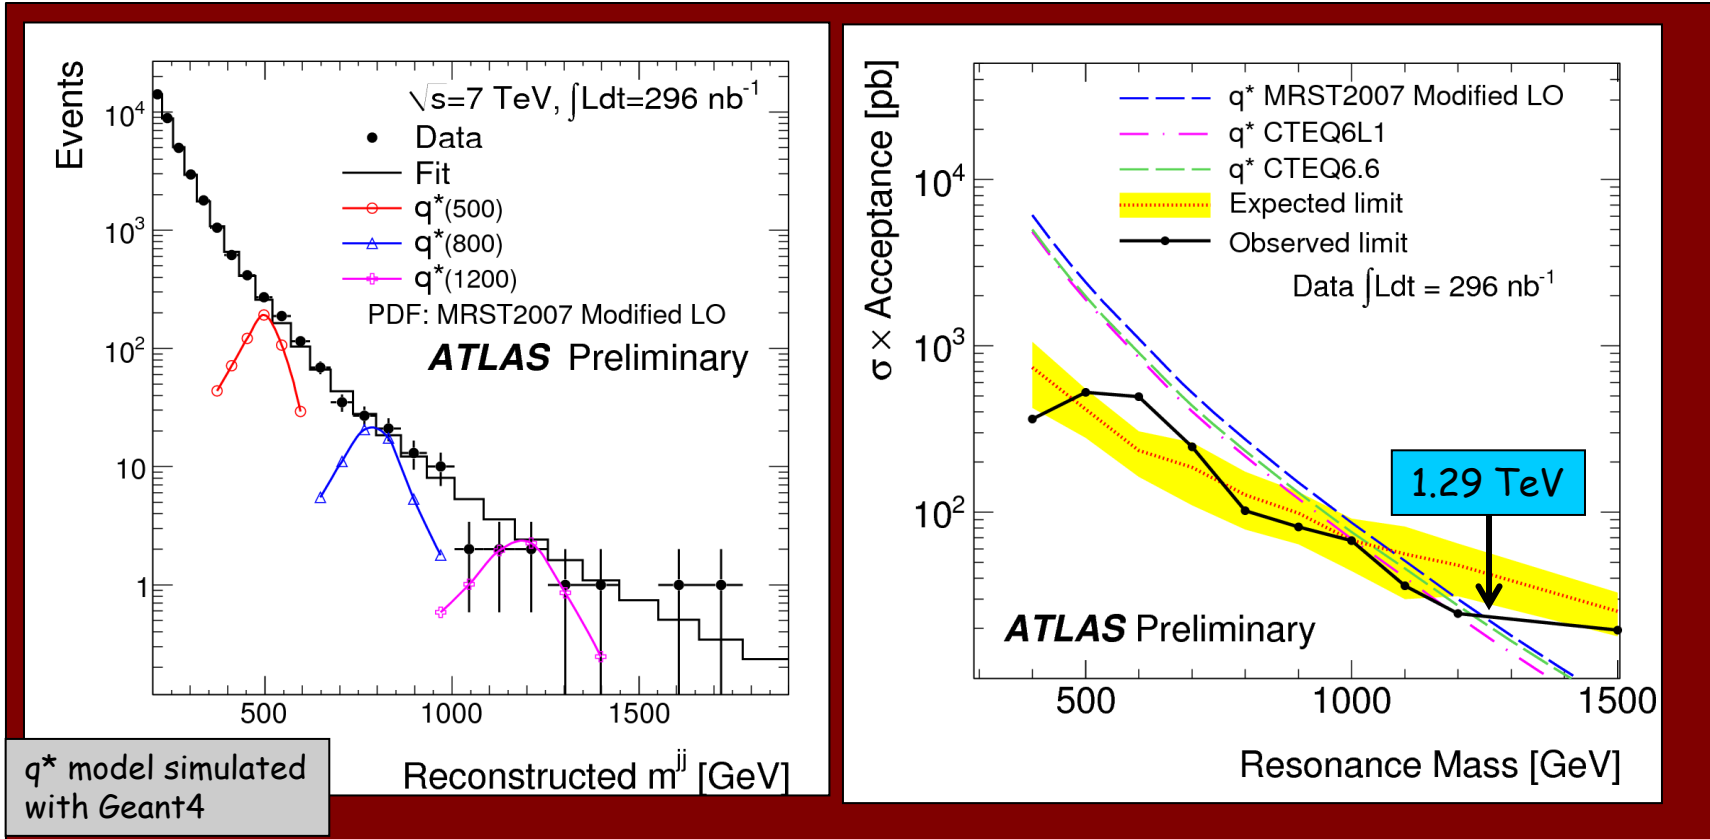 Events
10⁴
10³
10²
10
1
√s=7 TeV, ∫Ldt=296 nb⁻¹
Data
Fit
q*(500)
q*(800)
q*(1200)
PDF: MRST2007 Modified LO
ATLAS Preliminary
500 1000 1500
Reconstructed mʲʲ [GeV]
q* model simulated
with Geant4
σ × Acceptance [pb]
10⁴
10³
10²
q* MRST2007 Modified LO
q* CTEQ6L1
q* CTEQ6.6
Expected limit
Observed limit
Data ∫Ldt = 296 nb⁻¹
1.29 TeV
ATLAS Preliminary
500 1000 1500
Resonance Mass [GeV]